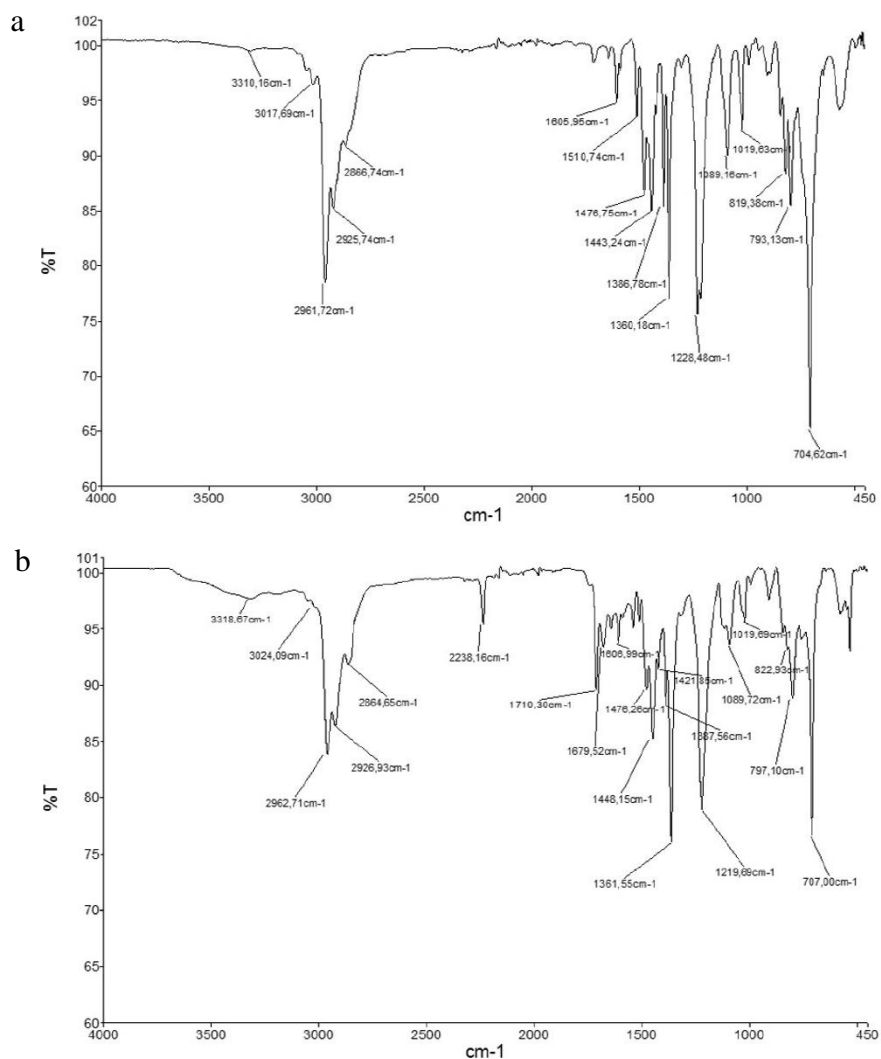 a
102
100
95
90
85
80
75
70
65
60
%T
3310,16cm-1
3017,69cm-1
2866,74cm-1
2925,74cm-1
2961,72cm-1
1605,95cm-1
1510,74cm-1
1476,75cm-1
1443,24cm-1
1386,78cm-1
1360,18cm-1
1228,48cm-1
1019,63cm-1
1089,16cm-1
819,38cm-1
793,13cm-1
704,62cm-1
4000
3000
2500
2000
1500
1000
450
3500
cm-1
b
101
100
95
90
85
80
75
70
65
60
%T
3318,67cm-1
3024,09cm-1
2864,65cm-1
2926,93cm-1
2962,71cm-1
2238,16cm-1
1710,30cm-1
1679,52cm-1
1606,99cm-1
1476,26cm-1
1448,15cm-1
1421,85cm-1
1387,56cm-1
1361,55cm-1
1219,69cm-1
1019,69cm-1
1089,72cm-1
822,93cm-1
797,10cm-1
707,00cm-1
4000
3500
3000
2500
2000
1500
1000
450
cm-1